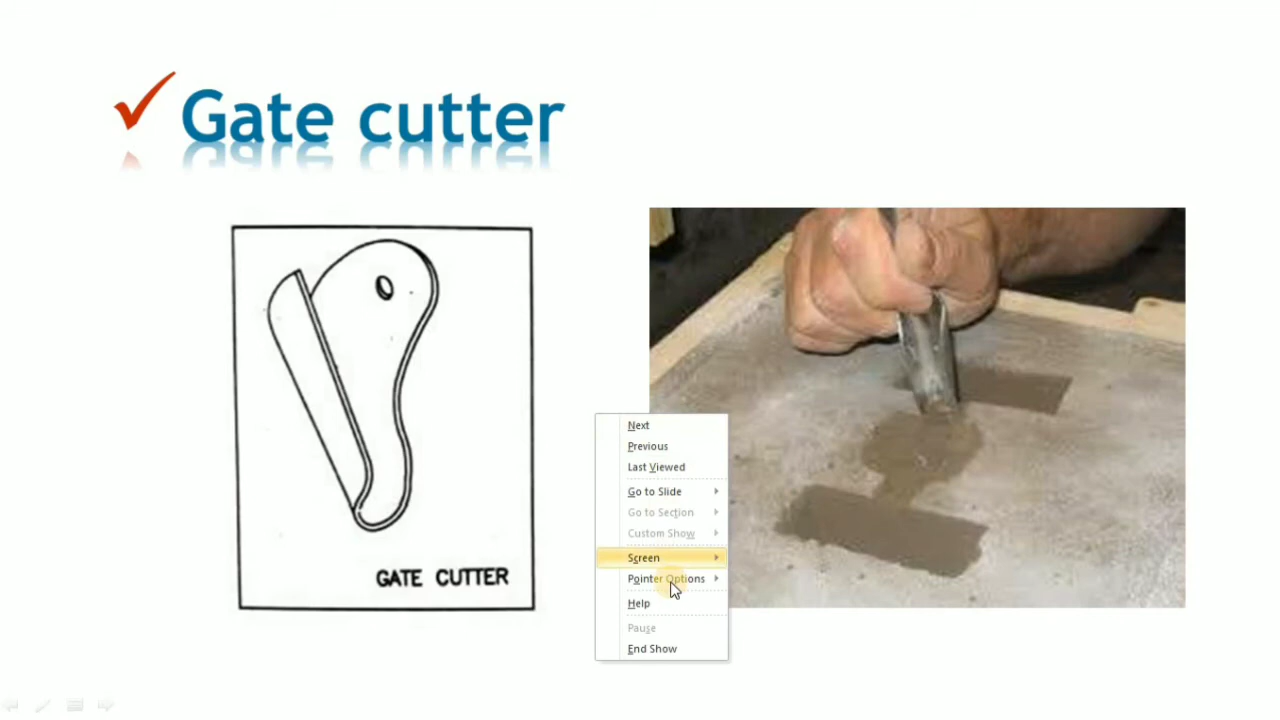 Gate cutter
GATE CUTTER
Next
Previous
Last Viewed
Go to Slide
Go to Section
Custom Show
Screen
Pointer Options
Help
Pause
End Show